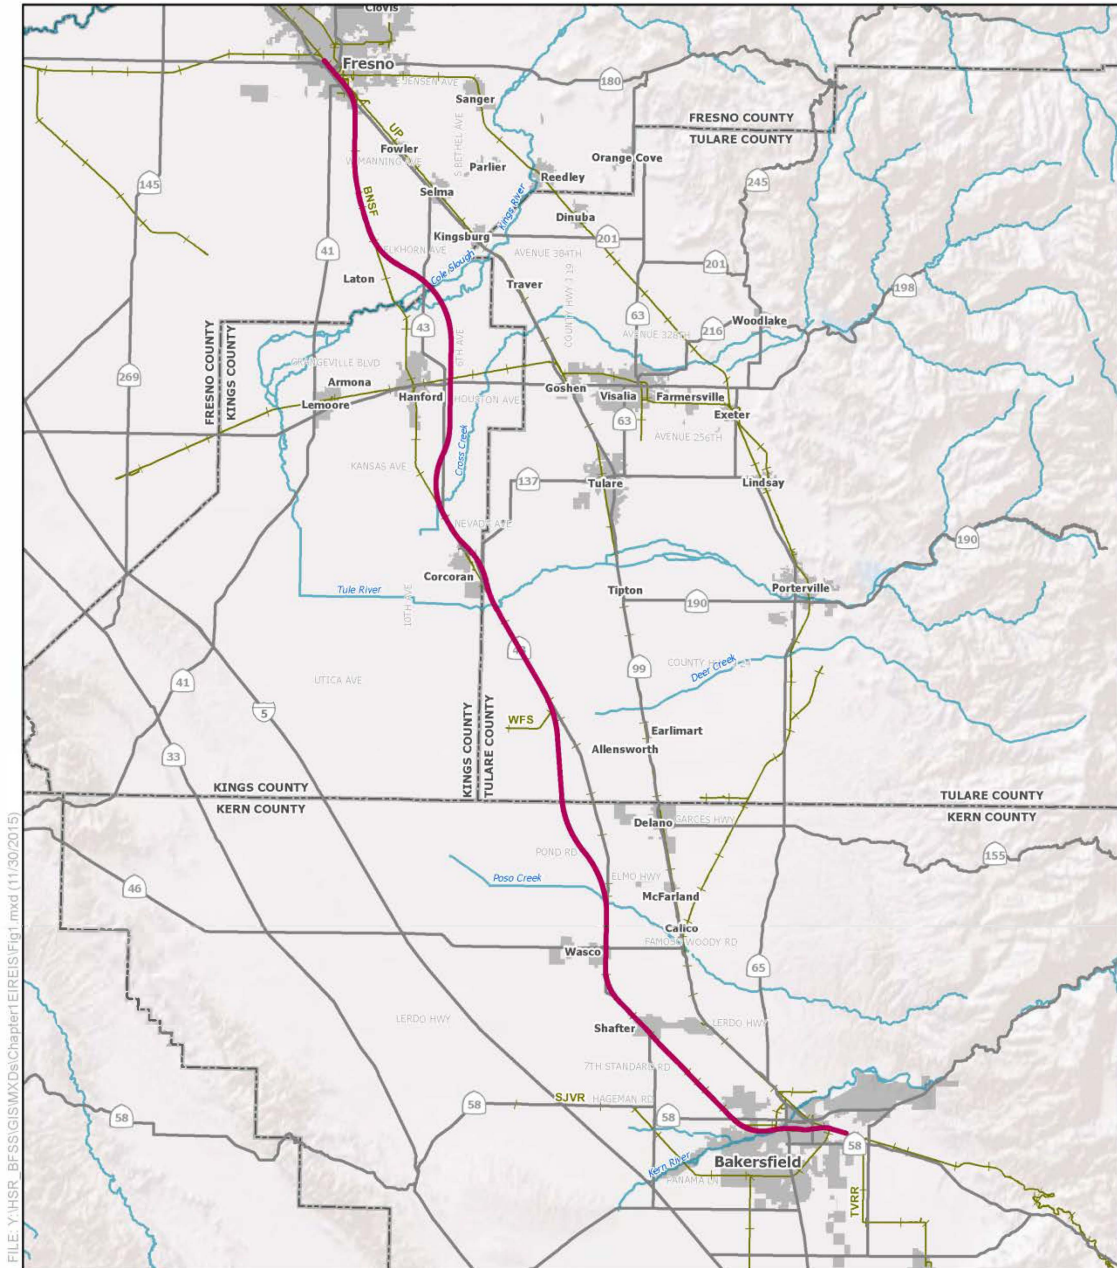 Clovis
Fresno
JENSEN AVE
180
Sanger
FRESNO COUNTY
TULARE COUNTY
UP
S BETHEL AVE
Fowler
W MANNING AVE
Parlier
Orange Cove
145
BNSF
Selma
Reedley
245
Kings River
Dinuba
Kingsburg
201
41
ELKHORN AVE
AVENUE 384TH
Cole Slough
201
Laton
Traver
COUNTY HWY J 19
198
63
Woodlake
43
216
AVENUE 328TH
6TH AVE
FRESNO COUNTY
KINGS COUNTY
GRANGEVILLE BLVD
269
Armona
Goshen
Hanford
Visalia
Farmersville
Lemoore
HOUSTON AVE
Exeter
63
AVENUE 256TH
Cross Creek
KANSAS AVE
137
Tulare
Lindsay
NEVADA AVE
190
Corcoran
Tule River
10TH AVE
Tipton
Porterville
190
43
99
Deer Creek
UTICA AVE
41
5
KINGS COUNTY
TULARE COUNTY
WFS
Earlimart
Allensworth
33
KINGS COUNTY
KERN COUNTY
TULARE COUNTY
KERN COUNTY
Delano
GARCES HWY
POND RD
155
Poso Creek
ELMO HWY
46
McFarland
Calico
FAMOSO WOODY RD
Wasco
65
LERDO HWY
Shafter
LERDO HWY
7TH STANDARD RD
SJVR
HAGEMAN RD
58
58
58
58
Kern River
Bakersfield
PANAMA LN
TVRR
FILE: Y:\HSR_BFSS\GIS\MXDs\Chapter1EIREIS\Fig1.mxd (11/30/2015)